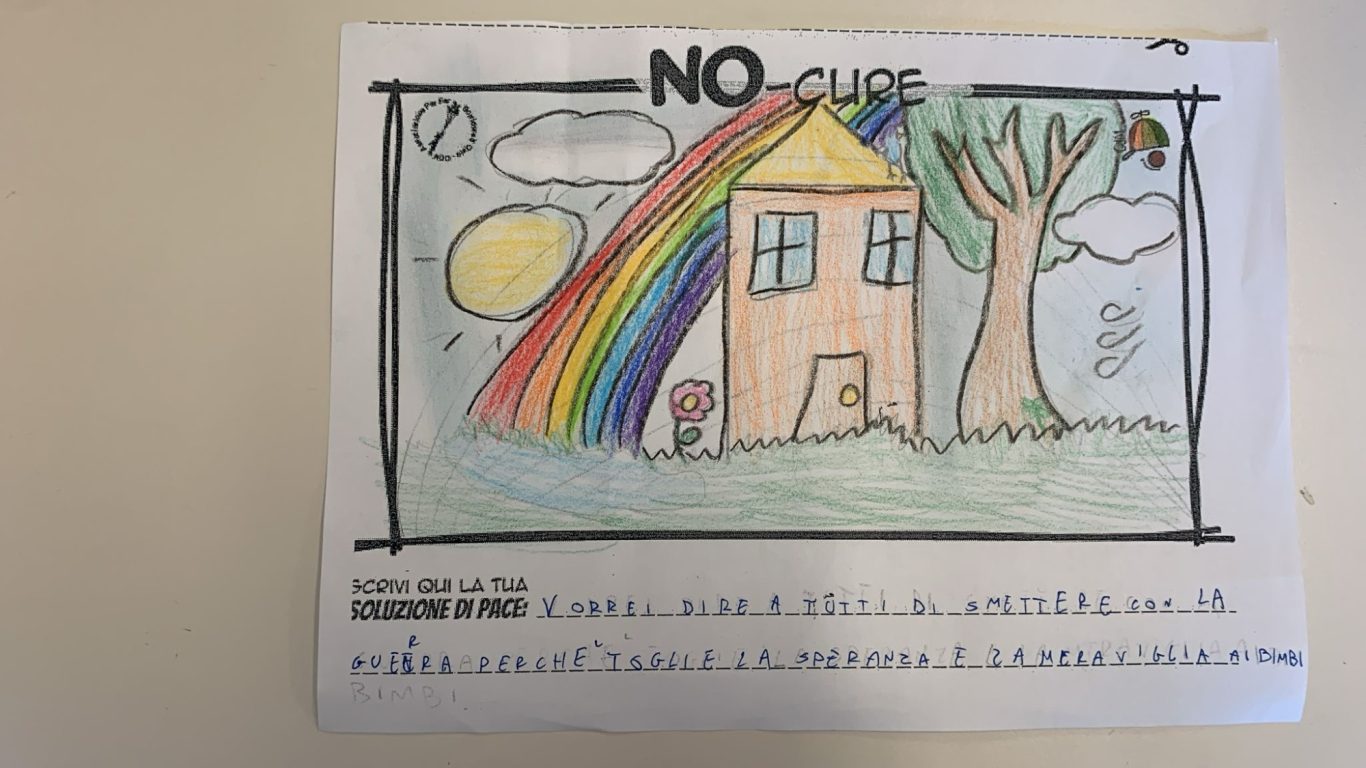 NO-CURE
SCRIVI QUI LA TUA
SOLUZIONE DI PACE: VORREI DIRE A TUTTI DI SMETTERE CON LA
GUERRA PERCHE TOGLIE LA SPERANZA E LA MERAVIGLIA AI BIMBI
BIMBI